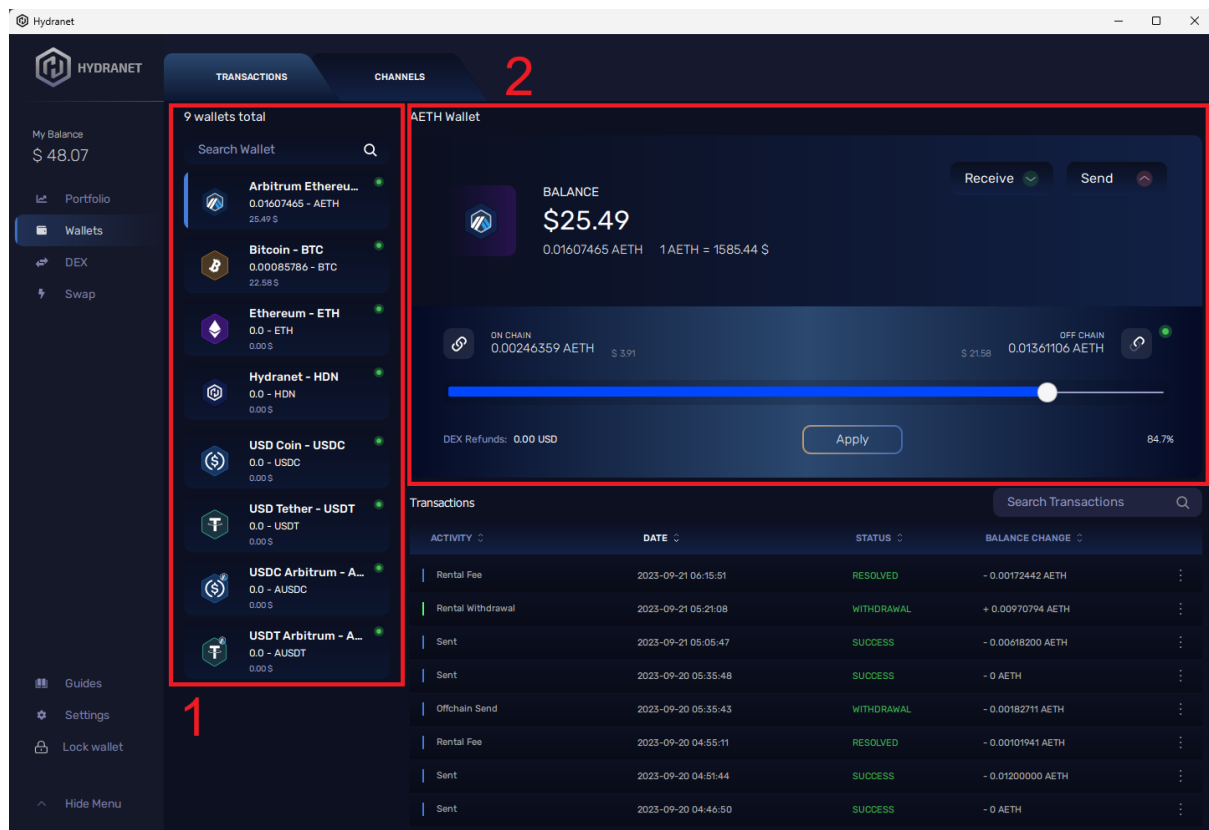 Hydranet
HYDRANET
My Balance
$ 48.07
Portfolio
Wallets
DEX
Swap
Guides
Settings
Lock wallet
Hide Menu
TRANSACTIONS
CHANNELS
2
9 wallets total
Search Wallet
Arbitrum Ethereu...
0.01607465 - AETH
25.49 $
Bitcoin - BTC
0.00085786 - BTC
22.58 $
Ethereum - ETH
0.0 - ETH
0.00 $
Hydranet - HDN
0.0 - HDN
0.00 $
USD Coin - USDC
0.0 - USDC
0.00 $
USD Tether - USDT
0.0 - USDT
0.00 $
USDC Arbitrum - A...
0.0 - AUSDC
0.00 $
USDT Arbitrum - A...
0.0 - AUSDT
0.00 $
1
AETH Wallet
Receive
Send
BALANCE
$25.49
0.01607465 AETH 1 AETH = 1585.44 $
ON CHAIN
0.00246359 AETH $ 3.91
OFF CHAIN
$ 21.58 0.01361106 AETH
DEX Refunds: 0.00 USD
Apply
84.7%
Transactions
Search Transactions
ACTIVITY DATE STATUS BALANCE CHANGE
Rental Fee 2023-09-21 06:15:51 RESOLVED - 0.00172442 AETH
Rental Withdrawal 2023-09-21 05:21:08 WITHDRAWAL + 0.00970794 AETH
Sent 2023-09-21 05:05:47 SUCCESS - 0.00618200 AETH
Sent 2023-09-20 05:35:48 SUCCESS - 0 AETH
Offchain Send 2023-09-20 05:35:43 WITHDRAWAL - 0.00182711 AETH
Rental Fee 2023-09-20 04:55:11 RESOLVED - 0.00101941 AETH
Sent 2023-09-20 04:51:44 SUCCESS - 0.01200000 AETH
Sent 2023-09-20 04:46:50 SUCCESS - 0 AETH